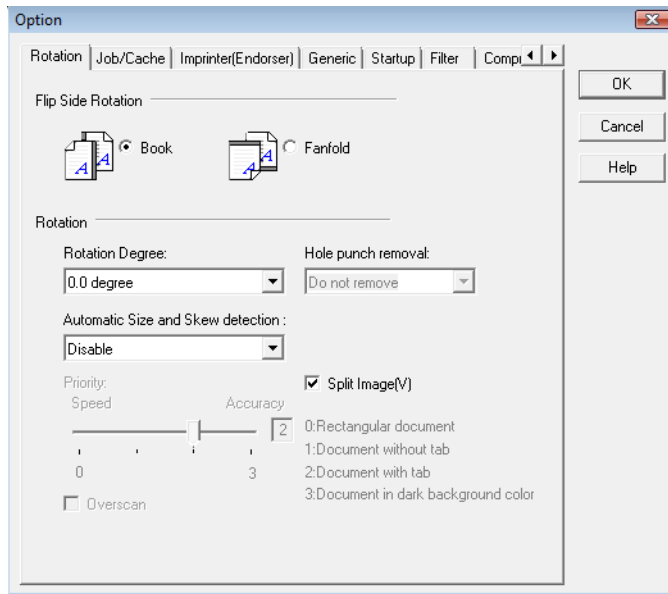 Option
Rotation Job/Cache Imprinter(Endorser) Generic Startup Filter
OK
Cancel
Help
Flip Side Rotation
A A Book A A Fanfold
Rotation
Rotation Degree: Hole punch removal:
0.0 degree Do not remove
Automatic Size and Skew detection :
Disable
Priority: Split Image(V)
Speed Accuracy
2 0:Rectangular document
1:Document without tab
0 3 2:Document with tab
Overscan 3:Document in dark background color